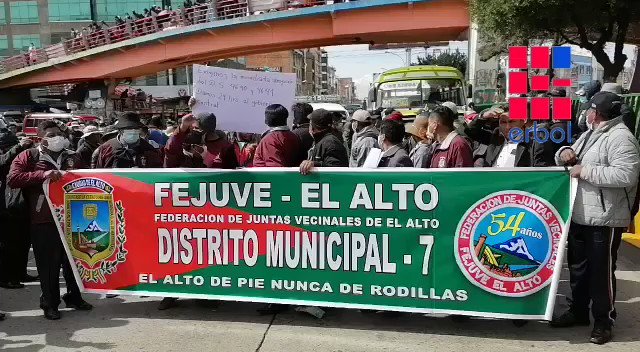 erbol
FEJUVE - EL ALTO
FEDERACION DE JUNTAS VECINALES DE EL ALTO
DISTRITO MUNICIPAL - 7
EL ALTO DE PIE NUNCA DE RODILLAS
FEDERACION DE JUNTAS
54 años
FEJUVE EL ALTO